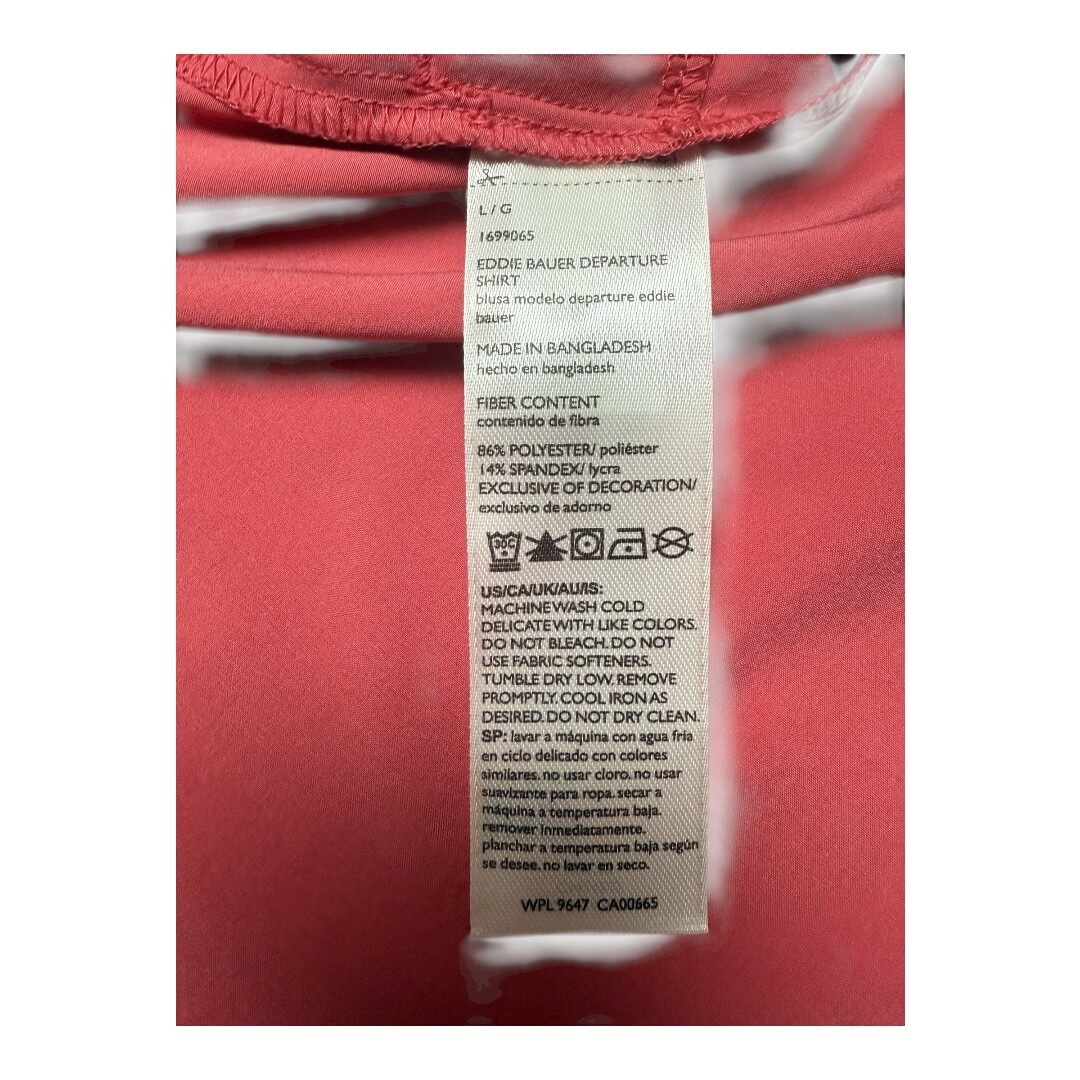 L / G
1699065
EDDIE BAUER DEPARTURE
SHIRT
blusa modelo departure eddie
bauer
MADE IN BANGLADESH
hecho en bangladesh
FIBER CONTENT
contenido de fibra
86% POLYESTER/ poliéster
14% SPANDEX/ lycra
EXCLUSIVE OF DECORATION/
exclusivo de adorno
30C
US/CA/UK/AU/IS:
MACHINE WASH COLD
DELICATE WITH LIKE COLORS.
DO NOT BLEACH. DO NOT
USE FABRIC SOFTENERS.
TUMBLE DRY LOW. REMOVE
PROMPTLY. COOL IRON AS
DESIRED. DO NOT DRY CLEAN.
SP: lavar a máquina con agua fria
en ciclo delicado con colores
similares. no usar cloro. no usar
suavizante para ropa. secar a
máquina a temperatura baja.
remover inmediatamente.
planchar a temperatura baja según
se desee. no lavar en seco.
WPL 9647 CA00665